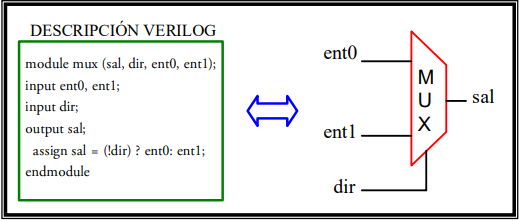 DESCRIPCIÓN VERILOG
module mux (sal, dir, ent0, ent1);
input ent0, ent1;
input dir;
output sal;
assign sal = (!dir) ? ent0: ent1;
endmodule
ent0
ent1
dir
MUX
sal